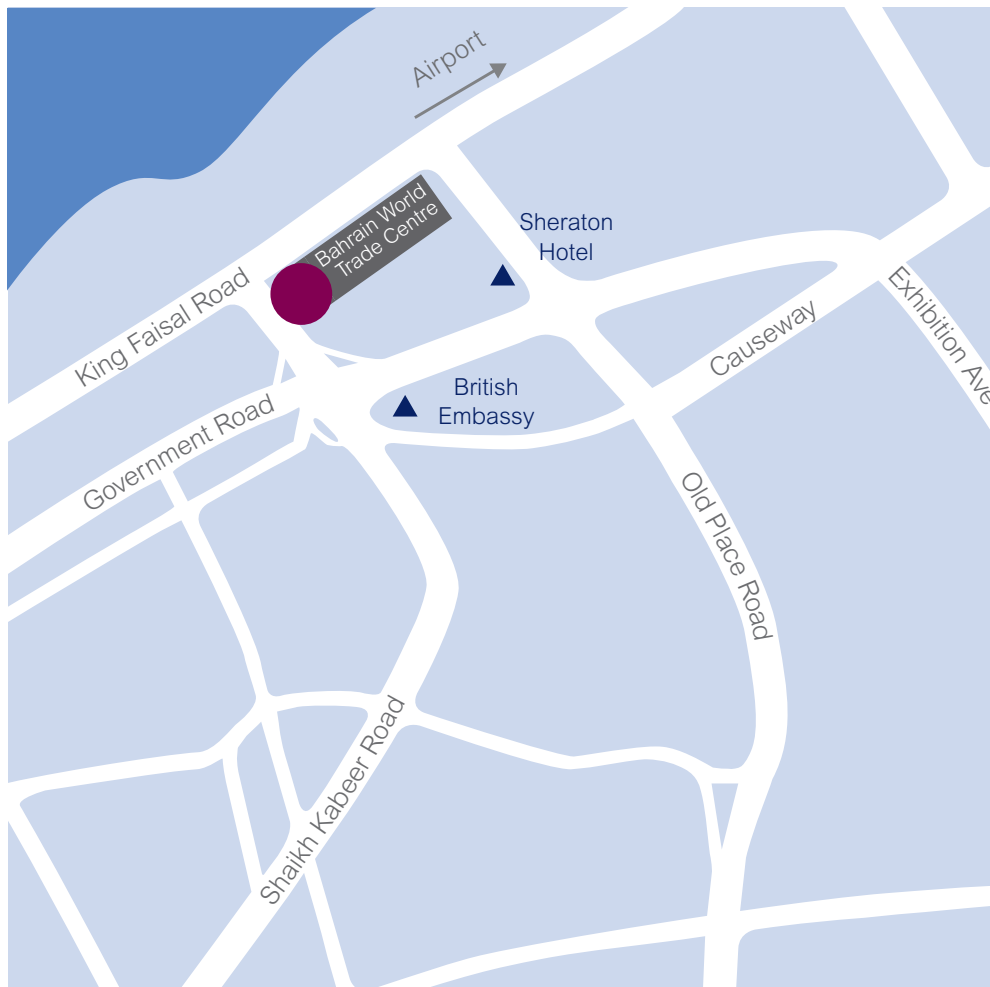 Airport
Bahrain World
Trade Centre
Sheraton
Hotel
King Faisal Road
Exhibition Ave
Causeway
British
Embassy
Government Road
Old Place Road
Shaikh Kabeer Road